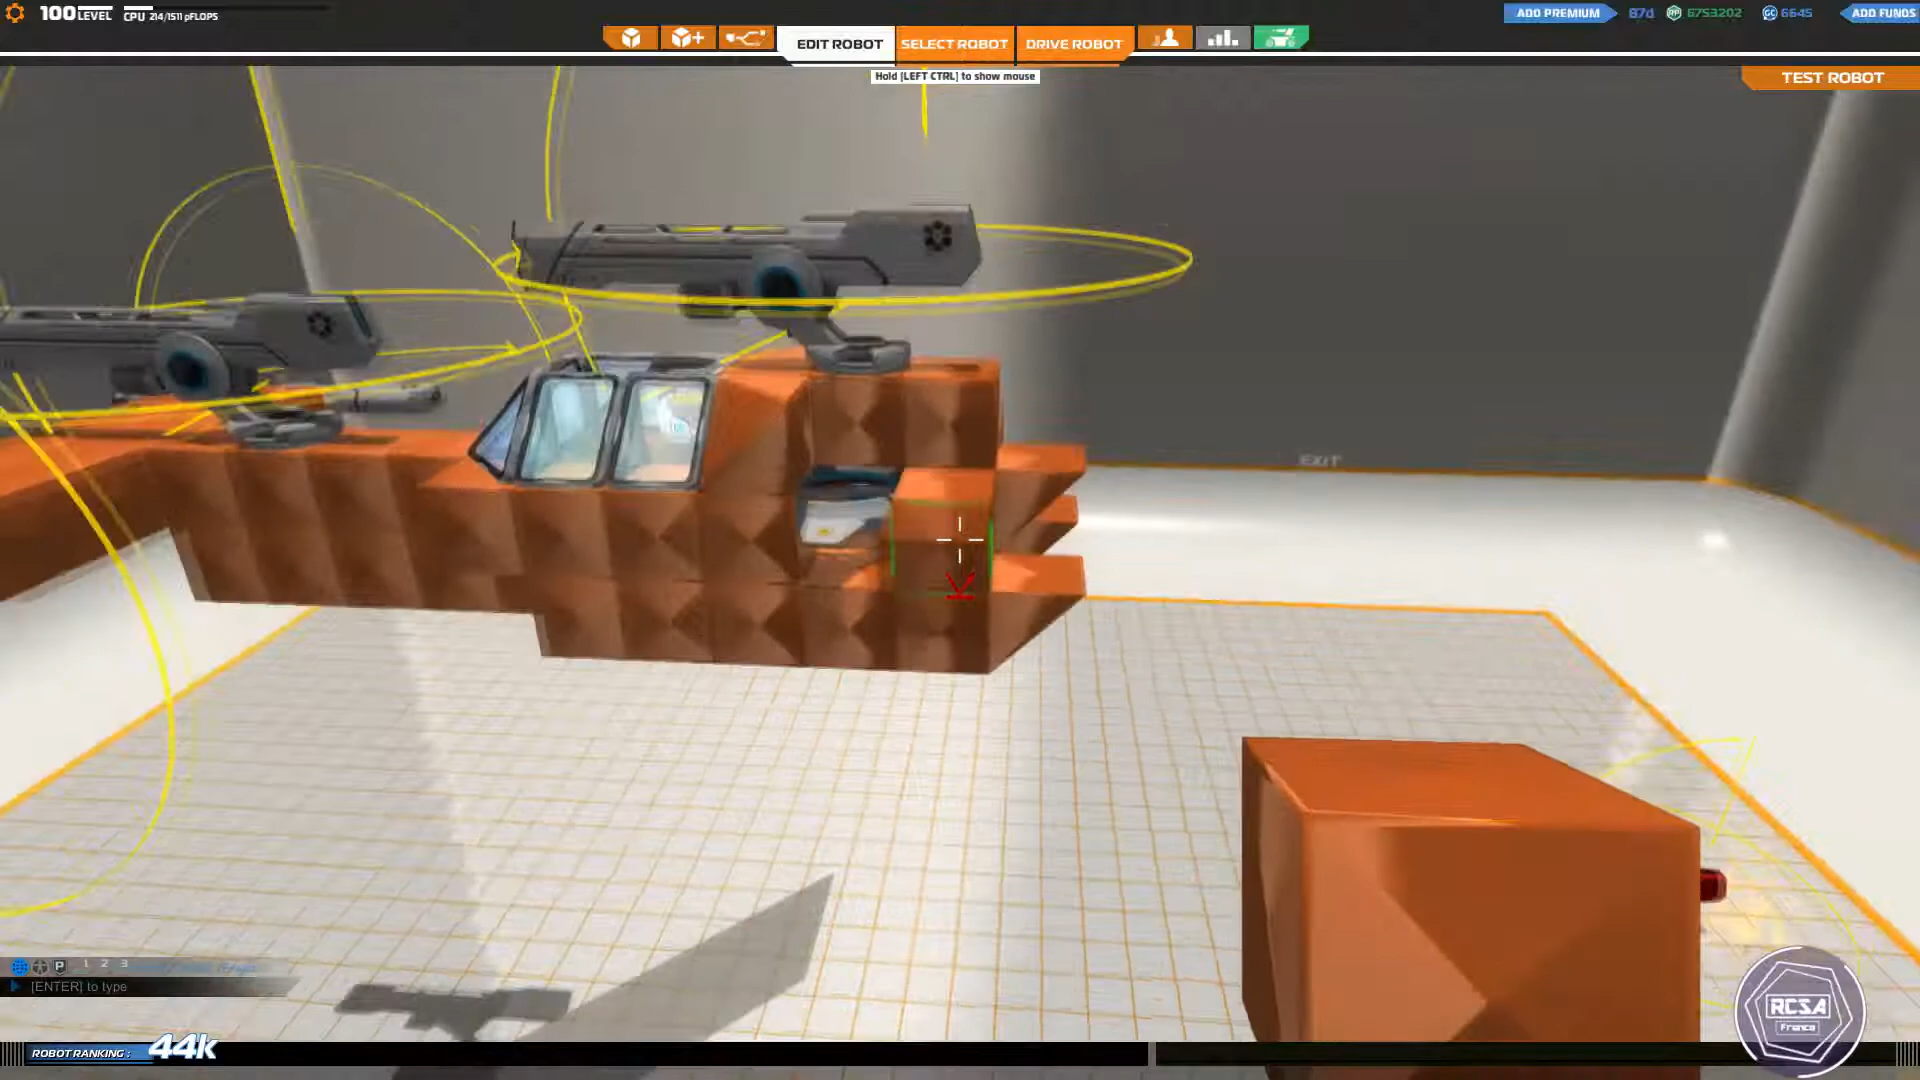 100 LEVEL CPU 214/1511 pFLOPS
ADD PREMIUM 87d 6753202 GC 6645 ADD FUNDS
EDIT ROBOT SELECT ROBOT DRIVE ROBOT
Hold [LEFT CTRL] to show mouse
TEST ROBOT
EXIT
P 1 2 3
[ENTER] to type
RCSA
France
ROBOT RANKING : 44k